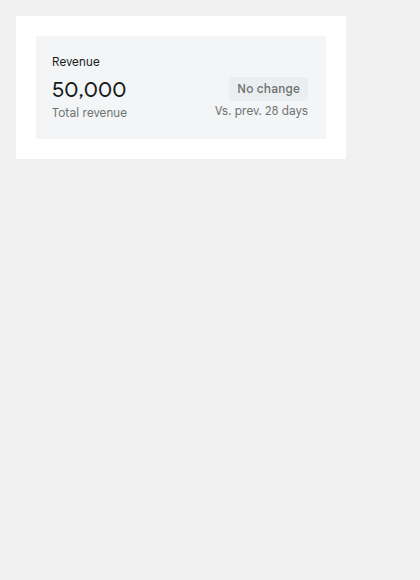 Revenue
50,000
No change
Total revenue
Vs. prev. 28 days